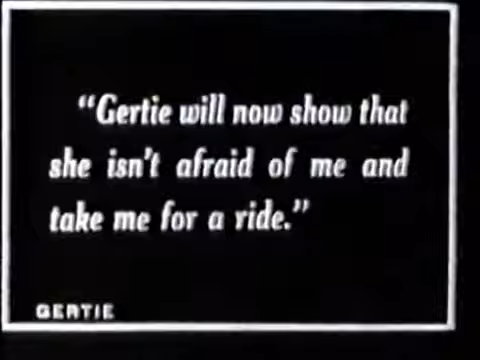 "Gertie will now show that
she isn't afraid of me and
take me for a ride."
GERTIE